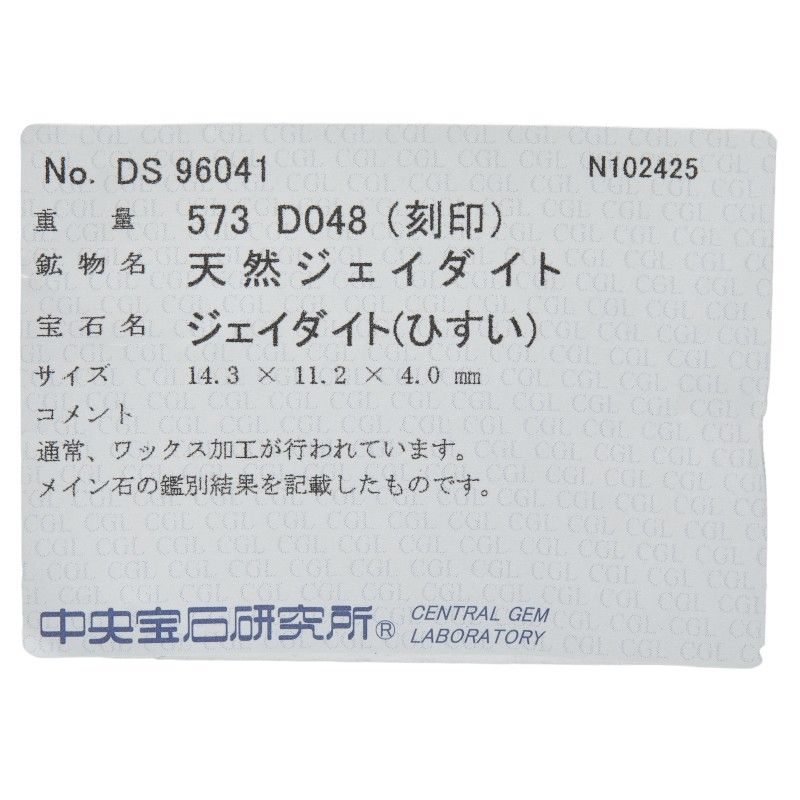 No. DS 96041 N102425
重量 573 D048 (刻印)
鉱物名 天然ジェイダイト
宝石名 ジェイダイト(ひすい)
サイズ 14.3 × 11.2 × 4.0 mm
コメント
通常、ワックス加工が行われています。
メイン石の鑑別結果を記載したものです。
中央宝石研究所® CENTRAL GEM
LABORATORY